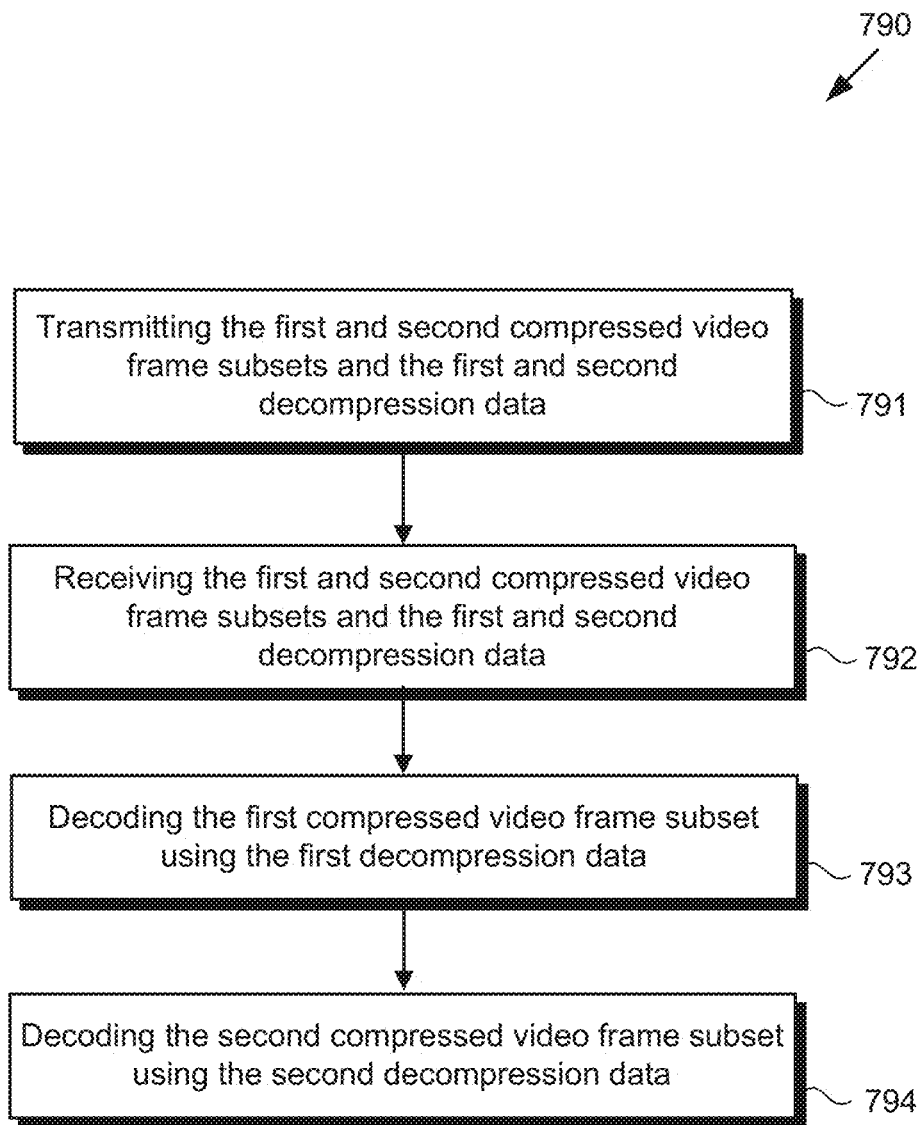 790
Transmitting the first and second compressed video
frame subsets and the first and second
decompression data
791
Receiving the first and second compressed video
frame subsets and the first and second
decompression data
792
Decoding the first compressed video frame subset
using the first decompression data
793
Decoding the second compressed video frame subset
using the second decompression data
794